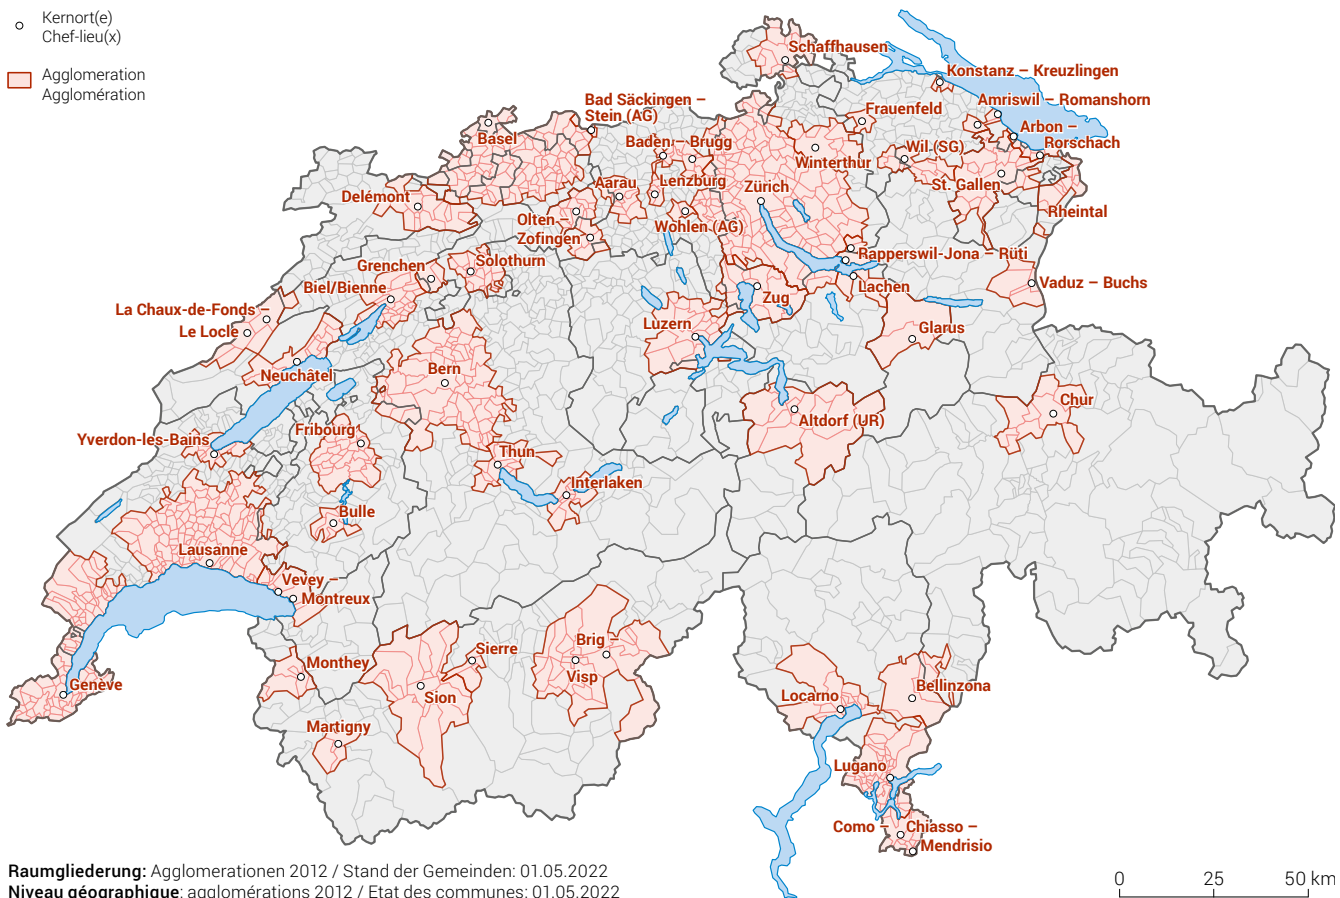 Kernort(e)
Chef-lieu(x)
Agglomeration
Agglomération
Schaffhausen
Konstanz – Kreuzlingen
Bad Säckingen –
Stein (AG)
Frauenfeld
Amriswil – Romanshorn
Basel
Baden – Brugg
Winterthur
Wil (SG)
Arbon –
Rorschach
Delémont
Aarau
Lenzburg
Zürich
St. Gallen
Olten –
Zofingen
Wohlen (AG)
Rheintal
Grenchen
Solothurn
Rapperswil-Jona – Rüti
Biel/Bienne
Zug
Lachen
Vaduz – Buchs
La Chaux-de-Fonds –
Le Locle
Luzern
Glarus
Neuchâtel
Bern
Chur
Altdorf (UR)
Yverdon-les-Bains
Fribourg
Thun
Interlaken
Bulle
Lausanne
Vevey –
Montreux
Monthey
Sierre
Brig –
Visp
Genève
Sion
Locarno
Bellinzona
Martigny
Lugano
Como –
Chiasso –
Mendrisio
Raumgliederung: Agglomerationen 2012 / Stand der Gemeinden: 01.05.2022
Niveau géographique: agglomérations 2012 / Etat des communes: 01.05.2022
0 25 50 km